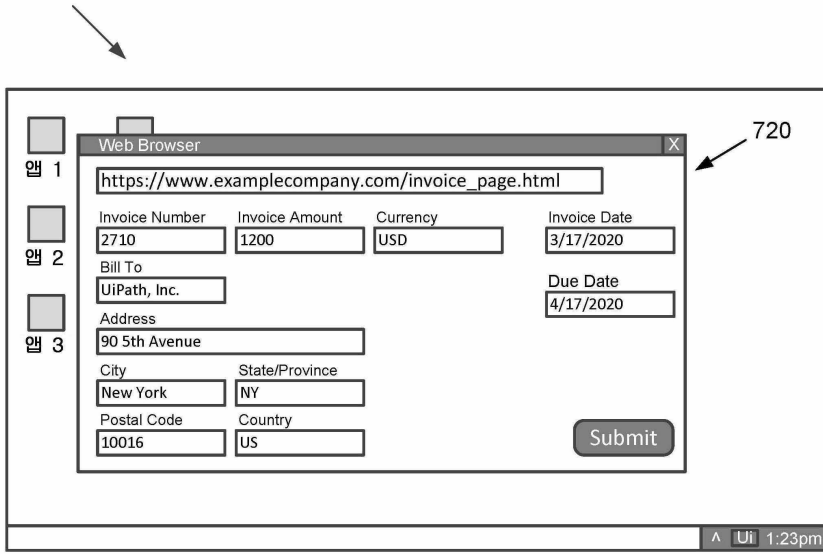 720
앱 1
앱 2
앱 3
Web Browser X
https://www.examplecompany.com/invoice_page.html
Invoice Number Invoice Amount Currency Invoice Date
2710 1200 USD 3/17/2020
Bill To
UiPath, Inc.
Due Date
4/17/2020
Address
90 5th Avenue
City State/Province
New York NY
Postal Code Country
10016 US
Submit
^ Ui 1:23pm